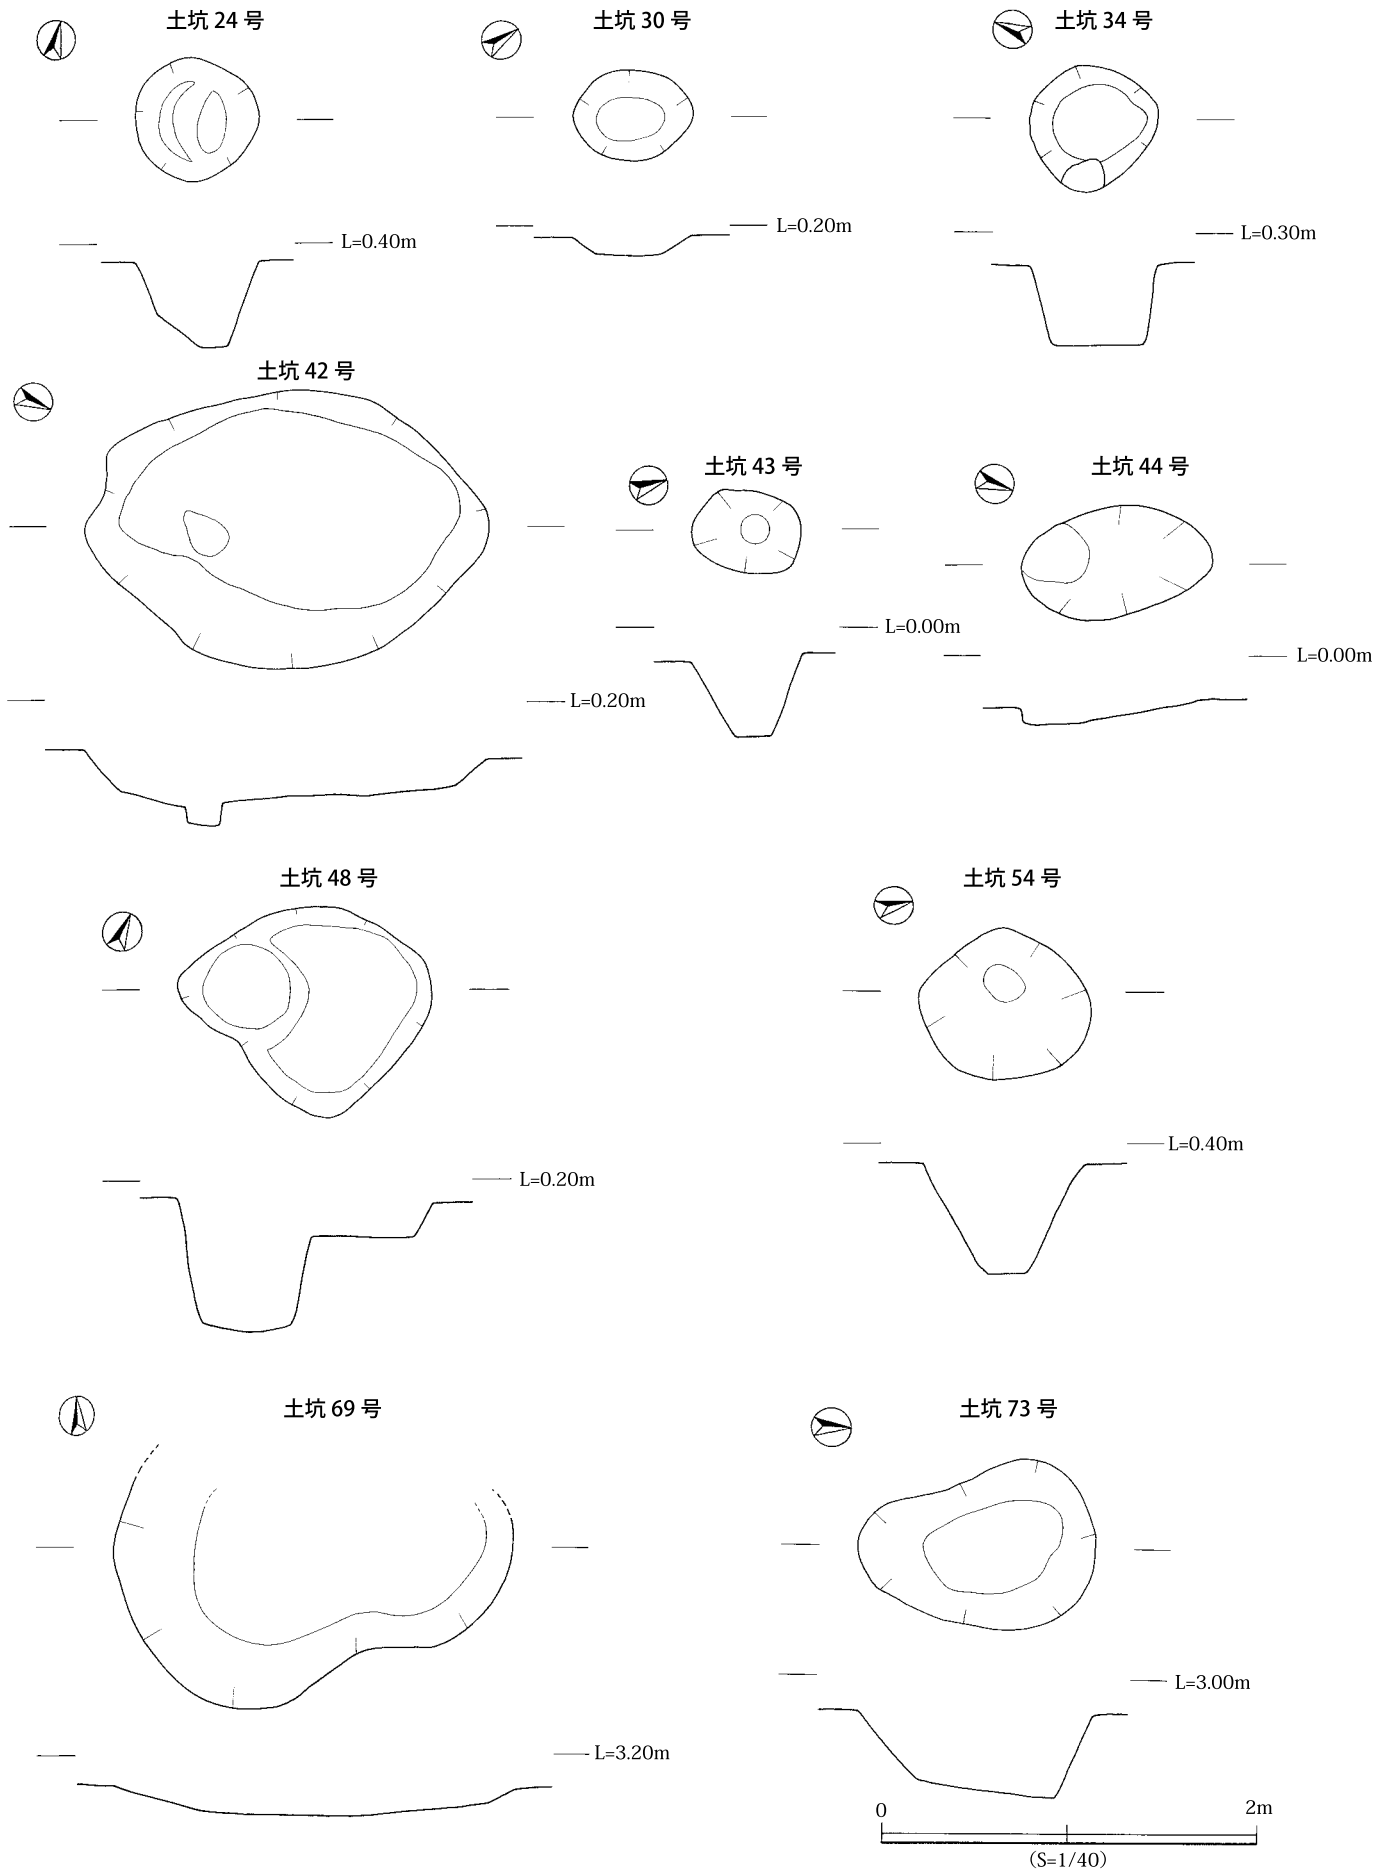 土坑 24 号
土坑 30 号
土坑 34 号
L=0.40m
L=0.20m
L=0.30m
土坑 42 号
土坑 43 号
土坑 44 号
L=0.20m
L=0.00m
L=0.00m
土坑 48 号
土坑 54 号
L=0.20m
L=0.40m
土坑 69 号
土坑 73 号
L=3.20m
L=3.00m
0 2m
(S=1/40)